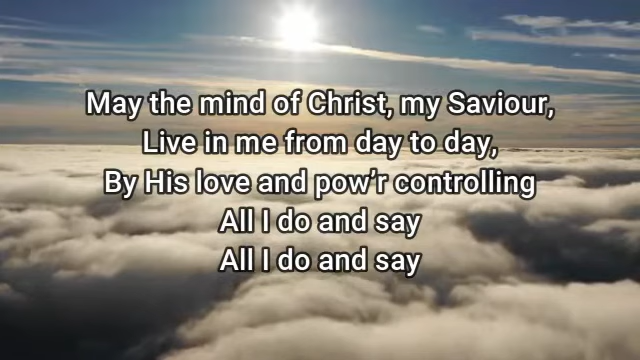 May the mind of Christ, my Saviour,
Live in me from day to day,
By His love and pow’r controlling
All I do and say
All I do and say